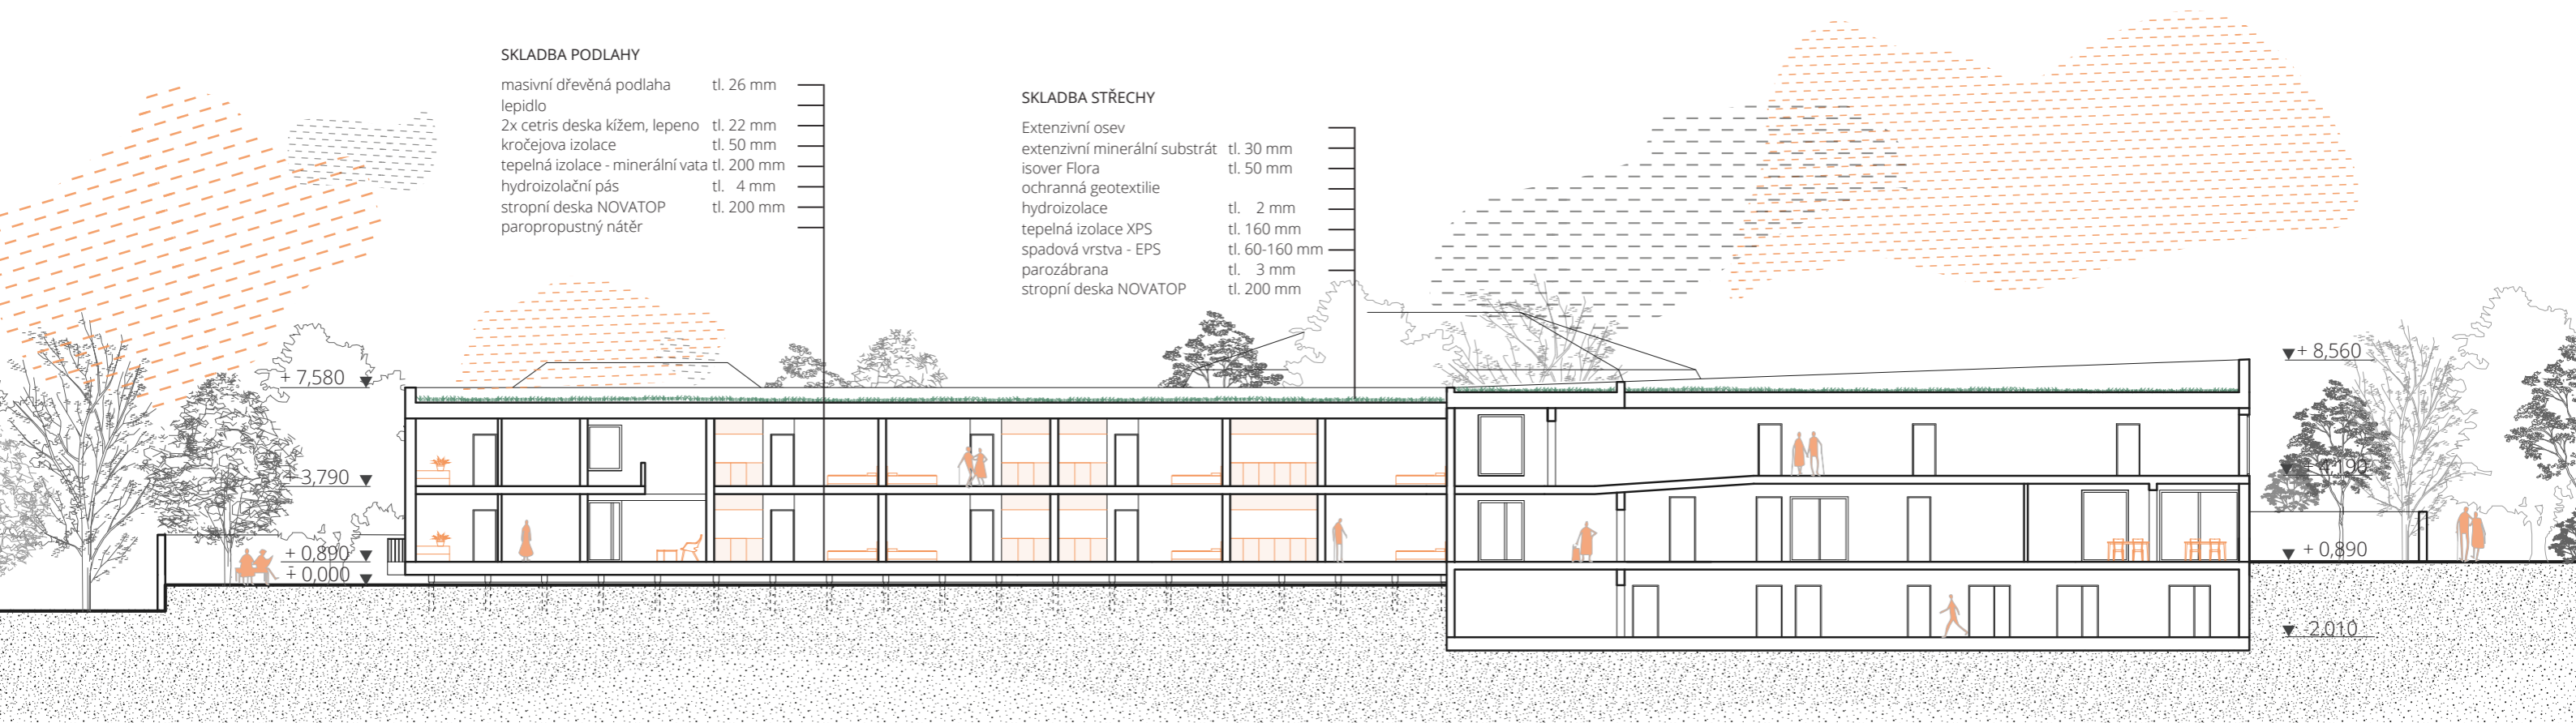 SKLADBA PODLAHY
masivní dřevěná podlaha tl. 26 mm
lepidlo
2x cetris deska kížem, lepeno tl. 22 mm
kročejova izolace tl. 50 mm
tepelná izolace - minerální vata tl. 200 mm
hydroizolační pás tl. 4 mm
stropní deska NOVATOP tl. 200 mm
paropropustný nátěr
SKLADBA STŘECHY
Extenzivní osev
extenzivní minerální substrát tl. 30 mm
isover Flora tl. 50 mm
ochranná geotextilie
hydroizolace tl. 2 mm
tepelná izolace XPS tl. 160 mm
spadová vrstva - EPS tl. 60-160 mm
parozábrana tl. 3 mm
stropní deska NOVATOP tl. 200 mm
+ 7,580
+ 3,790
+ 0,890
+ 0,000
+ 8,560
+ 4,190
+ 0,890
-2,010